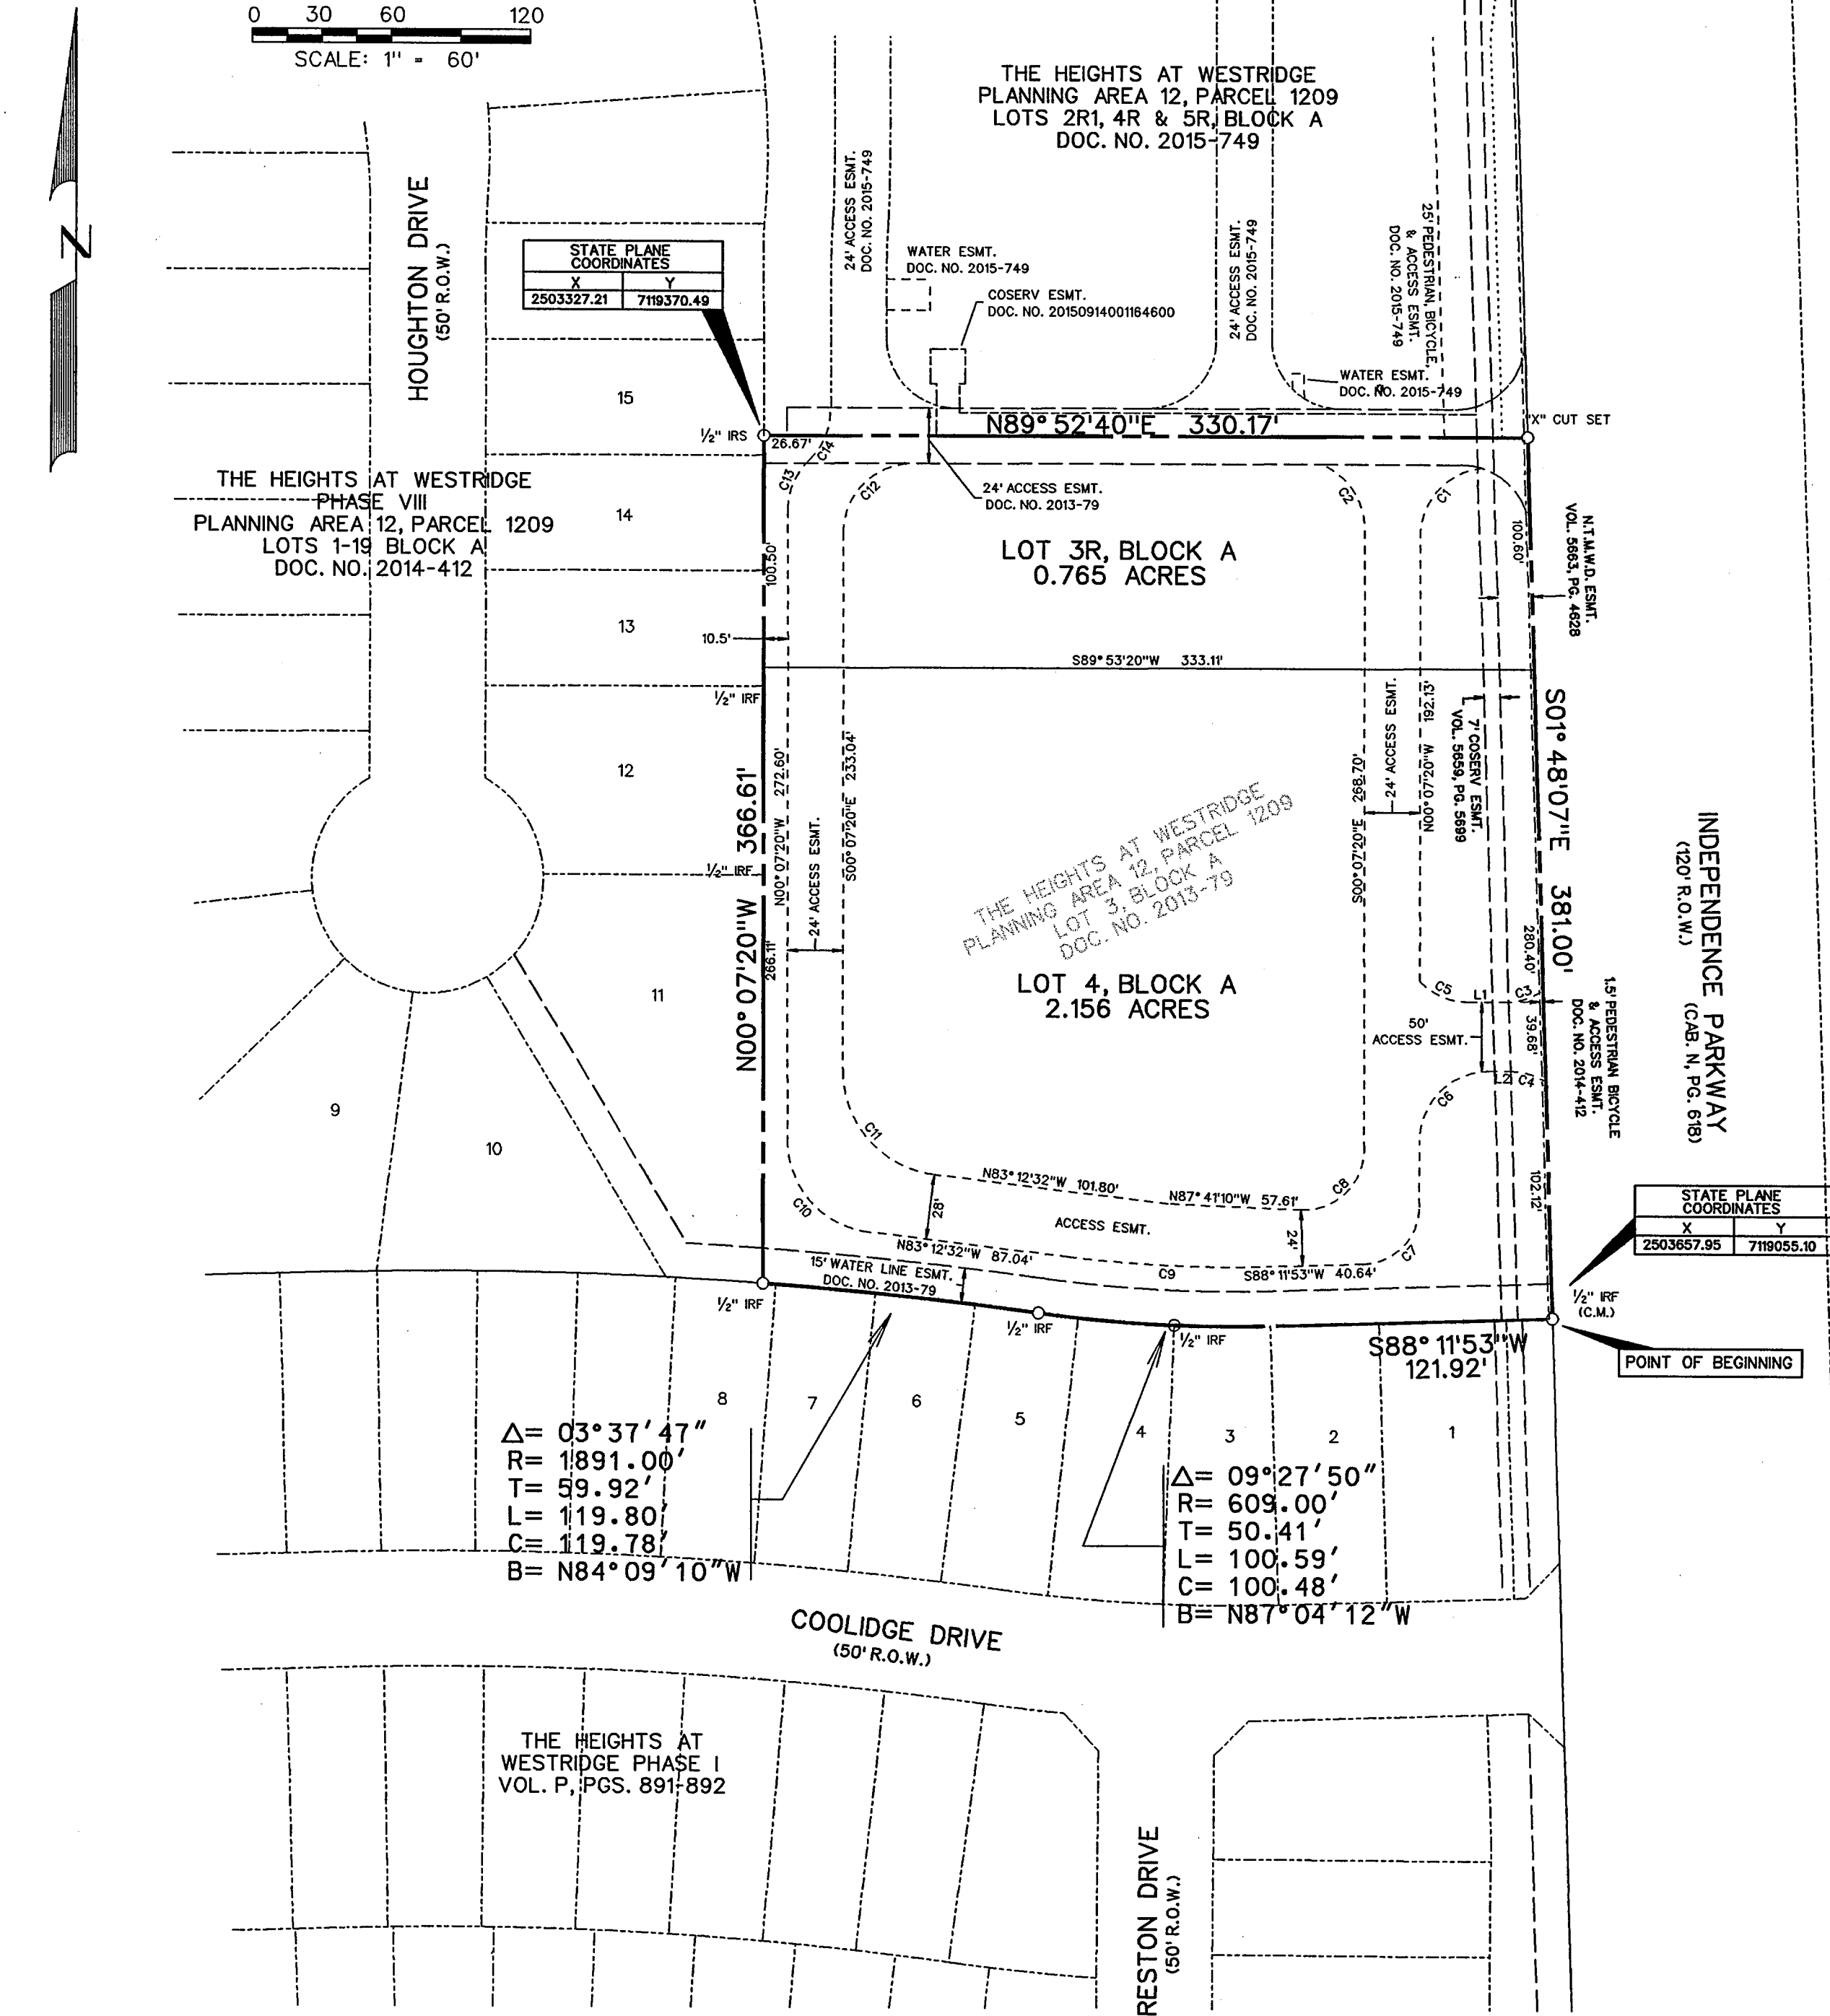 0 30 60 120
SCALE: 1" = 60'
N
THE HEIGHTS AT WESTRIDGE
PLANNING AREA 12, PARCEL 1209
LOTS 2R1, 4R & 5R, BLOCK A
DOC. NO. 2015-749
HOUGHTON DRIVE
(50' R.O.W.)
STATE PLANE
COORDINATES
X Y
2503327.21 7119370.49
24' ACCESS ESMT.
DOC. NO. 2015-749
WATER ESMT.
DOC. NO. 2015-749
COSERV ESMT.
DOC. NO. 20150914001164600
24' ACCESS ESMT.
DOC. NO. 2015-749
25' PEDESTRIAN, BICYCLE,
& ACCESS ESMT.
DOC. NO. 2015-749
WATER ESMT.
DOC. NO. 2015-749
15
1/2" IRS
26.67'
N89°52'40"E 330.17'
"X" CUT SET
C13
C14
C12
C2
C1
24' ACCESS ESMT.
DOC. NO. 2013-79
THE HEIGHTS AT WESTRIDGE
PHASE VIII
PLANNING AREA 12, PARCEL 1209
LOTS 1-19 BLOCK A
DOC. NO. 2014-412
14
100.50'
LOT 3R, BLOCK A
0.765 ACRES
100.60'
N.T.M.W.D. ESMT.
VOL. 5663, PG. 4628
13
10.5'
S89°53'20"W 333.11'
1/2" IRF
12
N00°07'20"W 366.61'
1/2" IRF
N00°07'20"W 272.60'
266.11'
24' ACCESS ESMT.
S00°07'20"E 233.04'
THE HEIGHTS AT WESTRIDGE
PLANNING AREA 12, PARCEL 1209
LOT 3, BLOCK A
DOC. NO. 2013-79
S00°07'20"E 268.70'
24' ACCESS ESMT.
N00°07'20"W 192.13'
7' COSERV ESMT.
VOL. 5659, PG. 5699
S01°48'07"E 381.00'
280.40'
INDEPENDENCE PARKWAY
(120' R.O.W.) (CAB. N, PG. 618)
11
LOT 4, BLOCK A
2.156 ACRES
C5
L1
C3
39.68'
1.5' PEDESTRIAN BICYCLE
& ACCESS ESMT.
DOC. NO. 2014-412
50'
ACCESS ESMT.
L2
C4
C6
9
10
C11
C10
N83°12'32"W 101.80'
N87°41'10"W 57.61'
C8
102.12'
28'
ACCESS ESMT.
24'
C7
N83°12'32"W 87.04'
C9
S88°11'53"W 40.64'
15' WATER LINE ESMT.
DOC. NO. 2013-79
STATE PLANE
COORDINATES
X Y
2503657.95 7119055.10
1/2" IRF
1/2" IRF
1/2" IRF
1/2" IRF
(C.M.)
S88°11'53"W
121.92'
POINT OF BEGINNING
8
7
6
5
4
3
2
1
Δ= 03°37'47"
R= 1891.00'
T= 59.92'
L= 119.80'
C= 119.78'
B= N84°09'10"W
Δ= 09°27'50"
R= 609.00'
T= 50.41'
L= 100.59'
C= 100.48'
B= N87°04'12"W
COOLIDGE DRIVE
(50' R.O.W.)
THE HEIGHTS AT
WESTRIDGE PHASE I
VOL. P, PGS. 891-892
RESTON DRIVE
(50' R.O.W.)